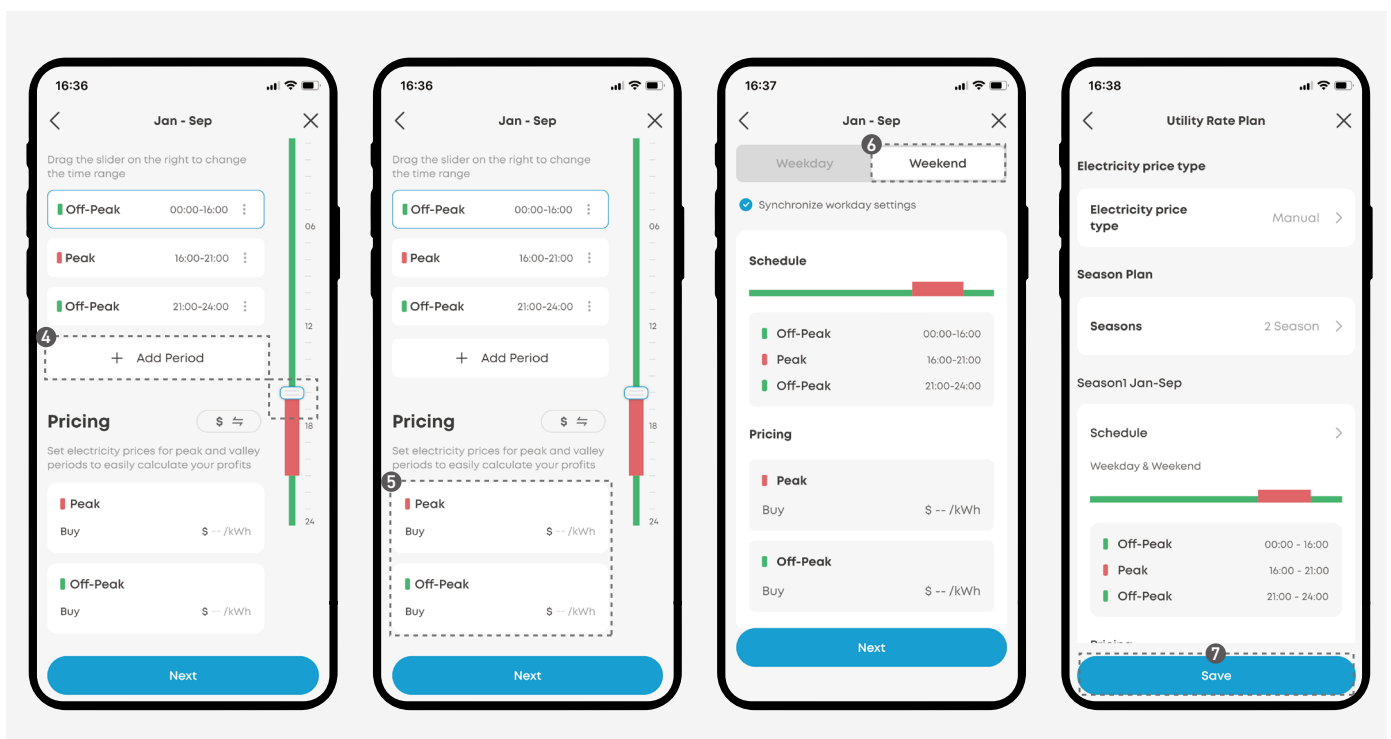 16:36
Jan - Sep
Drag the slider on the right to change
the time range
Off-Peak 00:00-16:00
06
Peak 16:00-21:00
Off-Peak 21:00-24:00
12
4
+ Add Period
Pricing $
18
Set electricity prices for peak and valley
periods to easily calculate your profits
Peak
24
Buy $ -- /kWh
Off-Peak
Buy $ -- /kWh
Next
16:36
Jan - Sep
Drag the slider on the right to change
the time range
Off-Peak 00:00-16:00
06
Peak 16:00-21:00
Off-Peak 21:00-24:00
12
+ Add Period
Pricing $
18
Set electricity prices for peak and valley
periods to easily calculate your profits
5
Peak
24
Buy $ -- /kWh
Off-Peak
Buy $ -- /kWh
Next
16:37
Jan - Sep
6
Weekday Weekend
Synchronize workday settings
Schedule
Off-Peak 00:00-16:00
Peak 16:00-21:00
Off-Peak 21:00-24:00
Pricing
Peak
Buy $ -- /kWh
Off-Peak
Buy $ -- /kWh
Next
16:38
Utility Rate Plan
Electricity price type
Electricity price
type Manual
Season Plan
Seasons 2 Season
Season1 Jan-Sep
Schedule
Weekday & Weekend
Off-Peak 00:00 - 16:00
Peak 16:00 - 21:00
Off-Peak 21:00 - 24:00
Pricing
7
Save